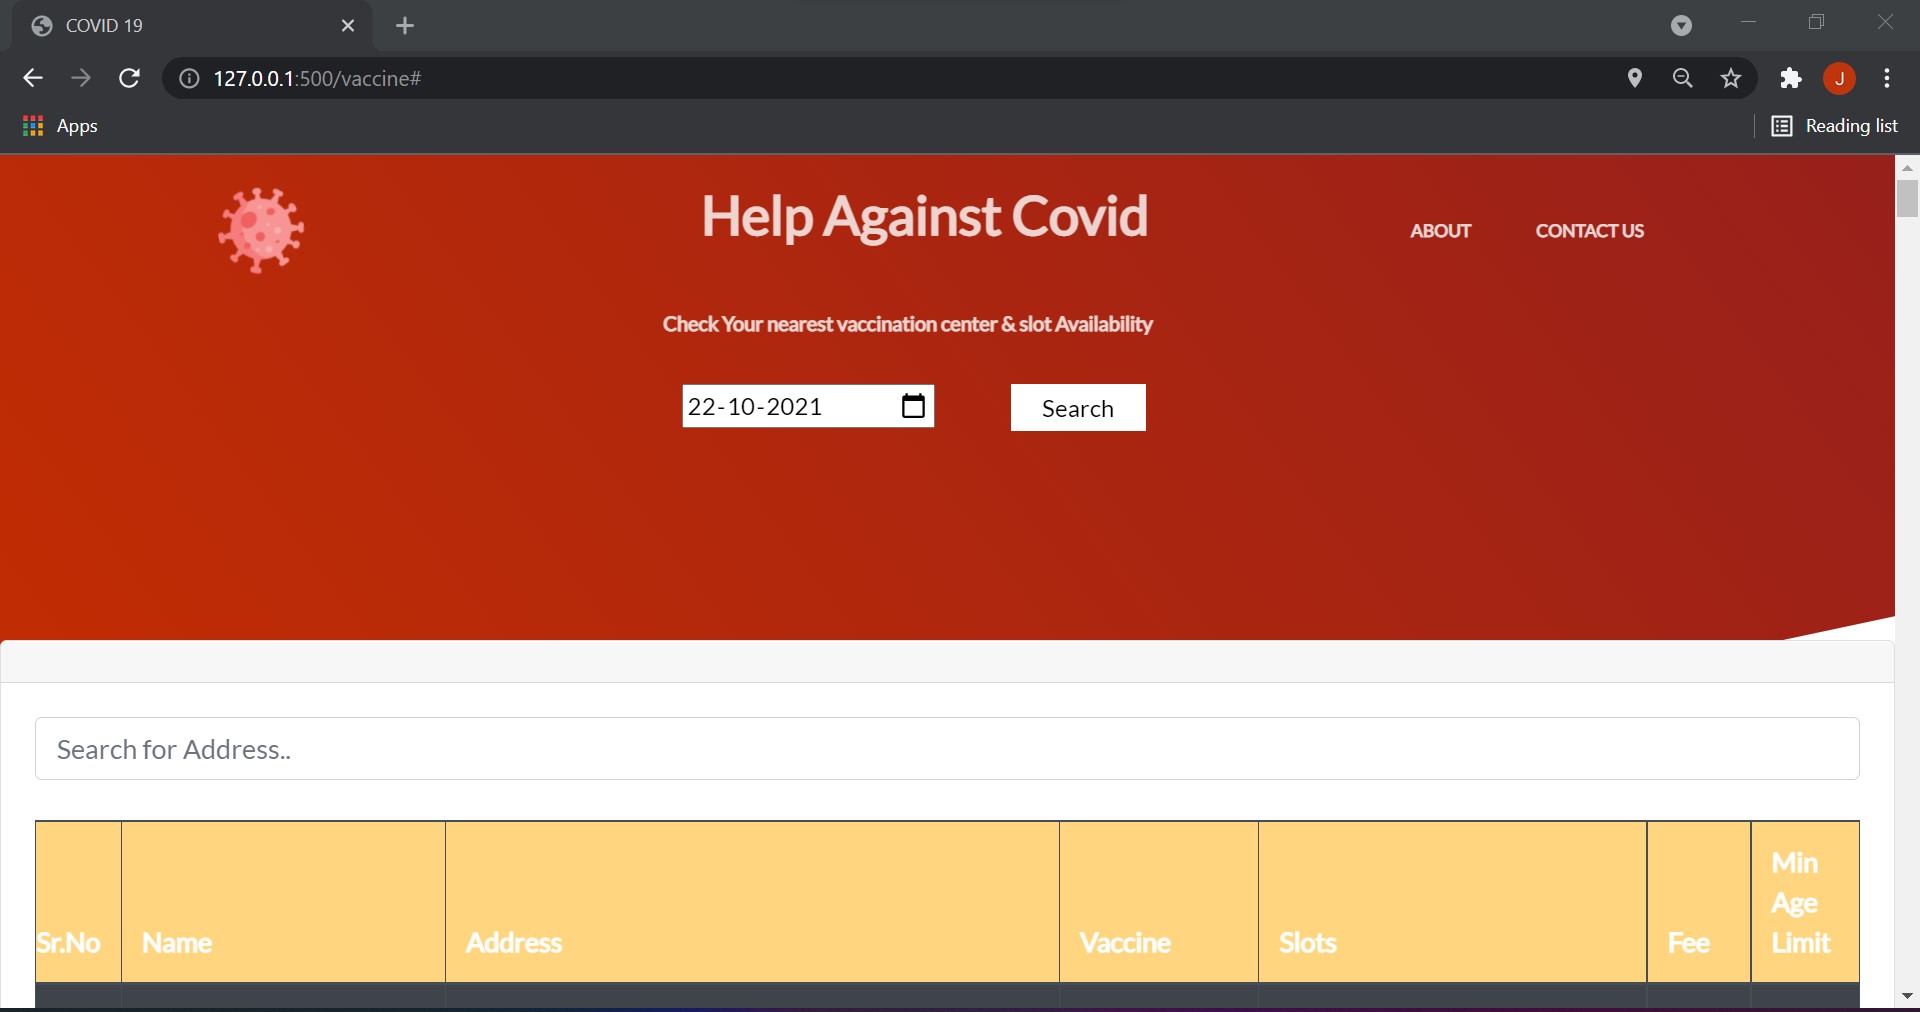 COVID 19
127.0.0.1:500/vaccine#
J
Apps
Reading list
Help Against Covid
ABOUT
CONTACT US
Check Your nearest vaccination center & slot Availability
22-10-2021
Search
Search for Address..
Sr.No
Name
Address
Vaccine
Slots
Fee
Min
Age
Limit